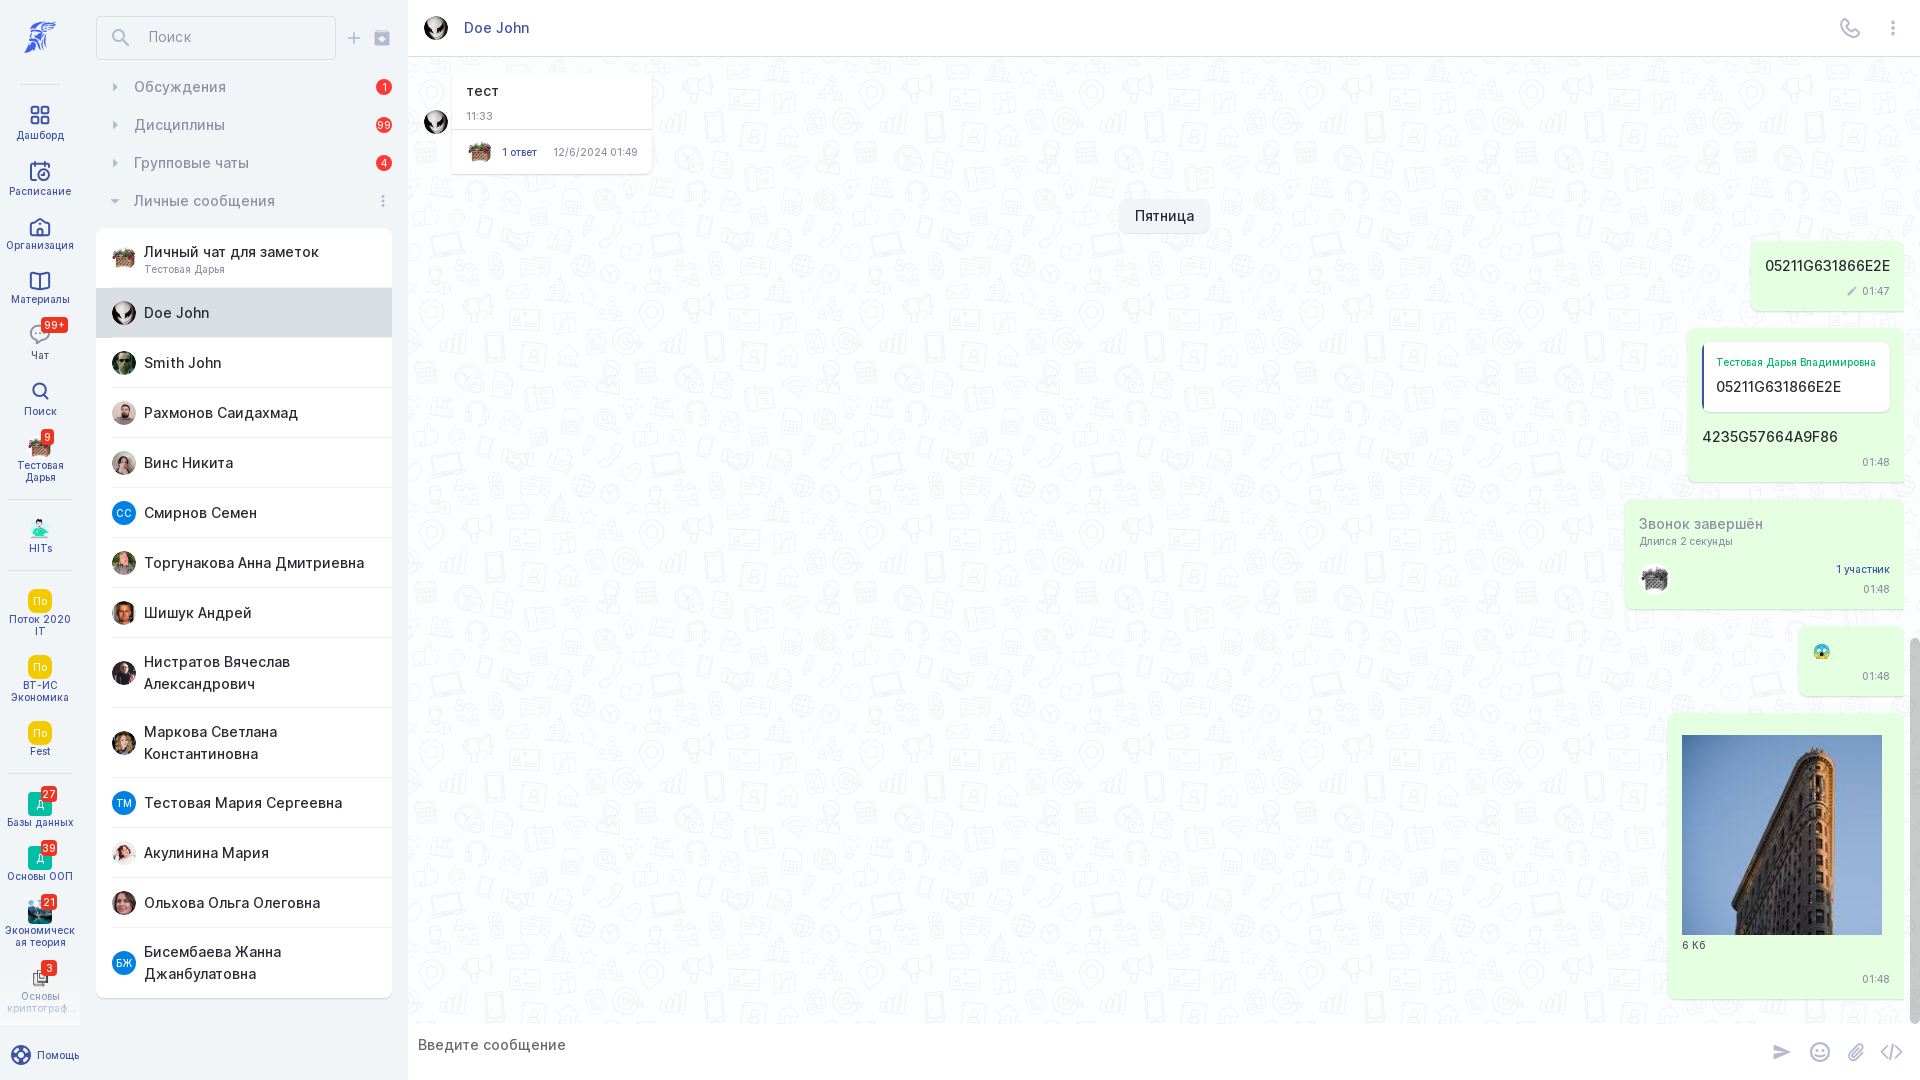 Дашборд
Расписание
Организация
Материалы
99+
Чат
Поиск
9
Тестовая
Дарья
HITs
По
Поток 2020
IT
По
ВТ-ИС
Экономика
По
Fest
27
Д
Базы данных
39
Д
Основы ООП
21
Экономическ
ая теория
3
Основы
криптограф...
Помощь
Поиск
Обсуждения
1
Дисциплины
99
Групповые чаты
4
Личные сообщения
Личный чат для заметок
Тестовая Дарья
Doe John
Smith John
Рахмонов Саидахмад
Винс Никита
СС
Смирнов Семен
Торгунакова Анна Дмитриевна
Шишук Андрей
Нистратов Вячеслав
Александрович
Маркова Светлана
Константиновна
ТМ
Тестовая Мария Сергеевна
Акулинина Мария
Ольхова Ольга Олеговна
БЖ
Бисембаева Жанна
Джанбулатовна
Doe John
тест
11:33
1 ответ
12/6/2024 01:49
Пятница
05211G631866E2E
01:47
Тестовая Дарья Владимировна
05211G631866E2E
4235G57664A9F86
01:48
Звонок завершён
Длился 2 секунды
1 участник
01:48
01:48
6 Кб
01:48
Введите сообщение